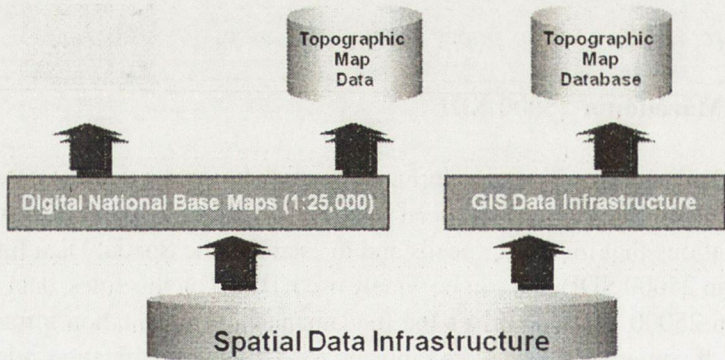 Topographic
Map
Data
Topographic
Map
Database
Digital National Base Maps (1:25,000)
GIS Data Infrastructure
Spatial Data Infrastructure